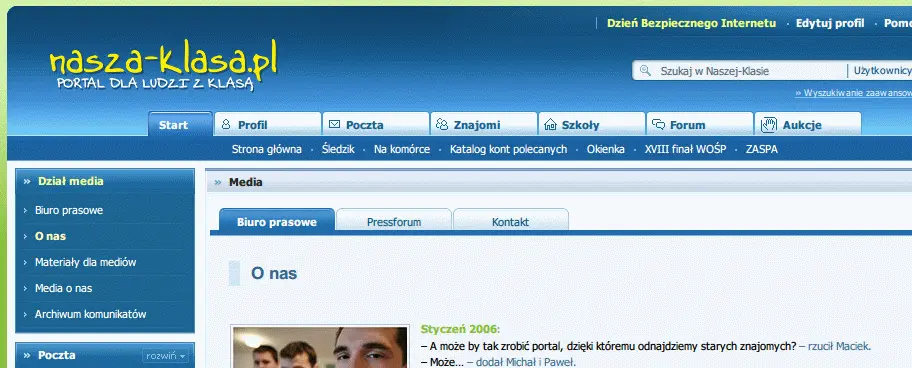 Dzień Bezpiecznego Internetu · Edytuj profil ·
nasza-klasa.pl
PORTAL DLA LUDZI Z KLASĄ
Szukaj w Naszej-Klasie Użytkownicy
» Wyszukiwanie
Start Profil Poczta Znajomi Szkoły Forum Aukcje
Strona główna · Śledzik · Na komórce · Katalog kont polecanych · Okienka · XVIII finał WOŚP · ZASPA
» Dział media
» Media
› Biuro prasowe
Biuro prasowe Pressforum Kontakt
› O nas
› Materiały dla mediów
O nas
› Media o nas
› Archiwum komunikatów
Styczeń 2006:
– A może by tak zrobić portal, dzięki któremu odnajdziemy starych znajomych? – rzucił Maciek.
» Poczta rozwiń
– Może... – dodał Michał i Paweł.